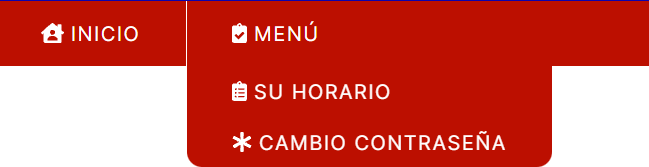 INICIO
MENÚ
SU HORARIO
CAMBIO CONTRASEÑA